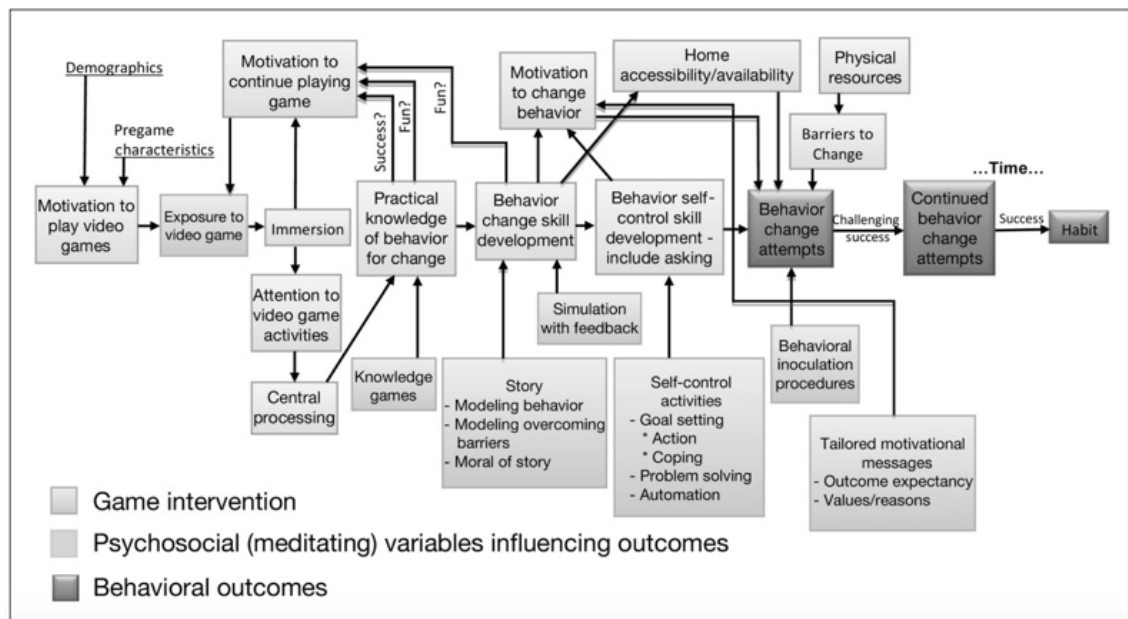 Demographics
Pregame
characteristics
Motivation to
play video
games
Exposure to
video game
Motivation to
continue playing
game
Immersion
Attention to
video game
activities
Central
processing
Success?
Fun?
Fun?
Practical
knowledge
of behavior
for change
Knowledge
games
Behavior
change skill
development
Story
- Modeling behavior
- Modeling overcoming
barriers
- Moral of story
Simulation
with feedback
Motivation
to change
behavior
Behavior self-
control skill
development -
include asking
Self-control
activities
- Goal setting
* Action
* Coping
- Problem solving
- Automation
Home
accessibility/availability
Physical
resources
Barriers to
Change
Behavior
change
attempts
Behavioral
inoculation
procedures
Tailored motivational
messages
- Outcome expectancy
- Values/reasons
Challenging
success
...Time...
Continued
behavior
change
attempts
Success
Habit
Game intervention
Psychosocial (meditating) variables influencing outcomes
Behavioral outcomes